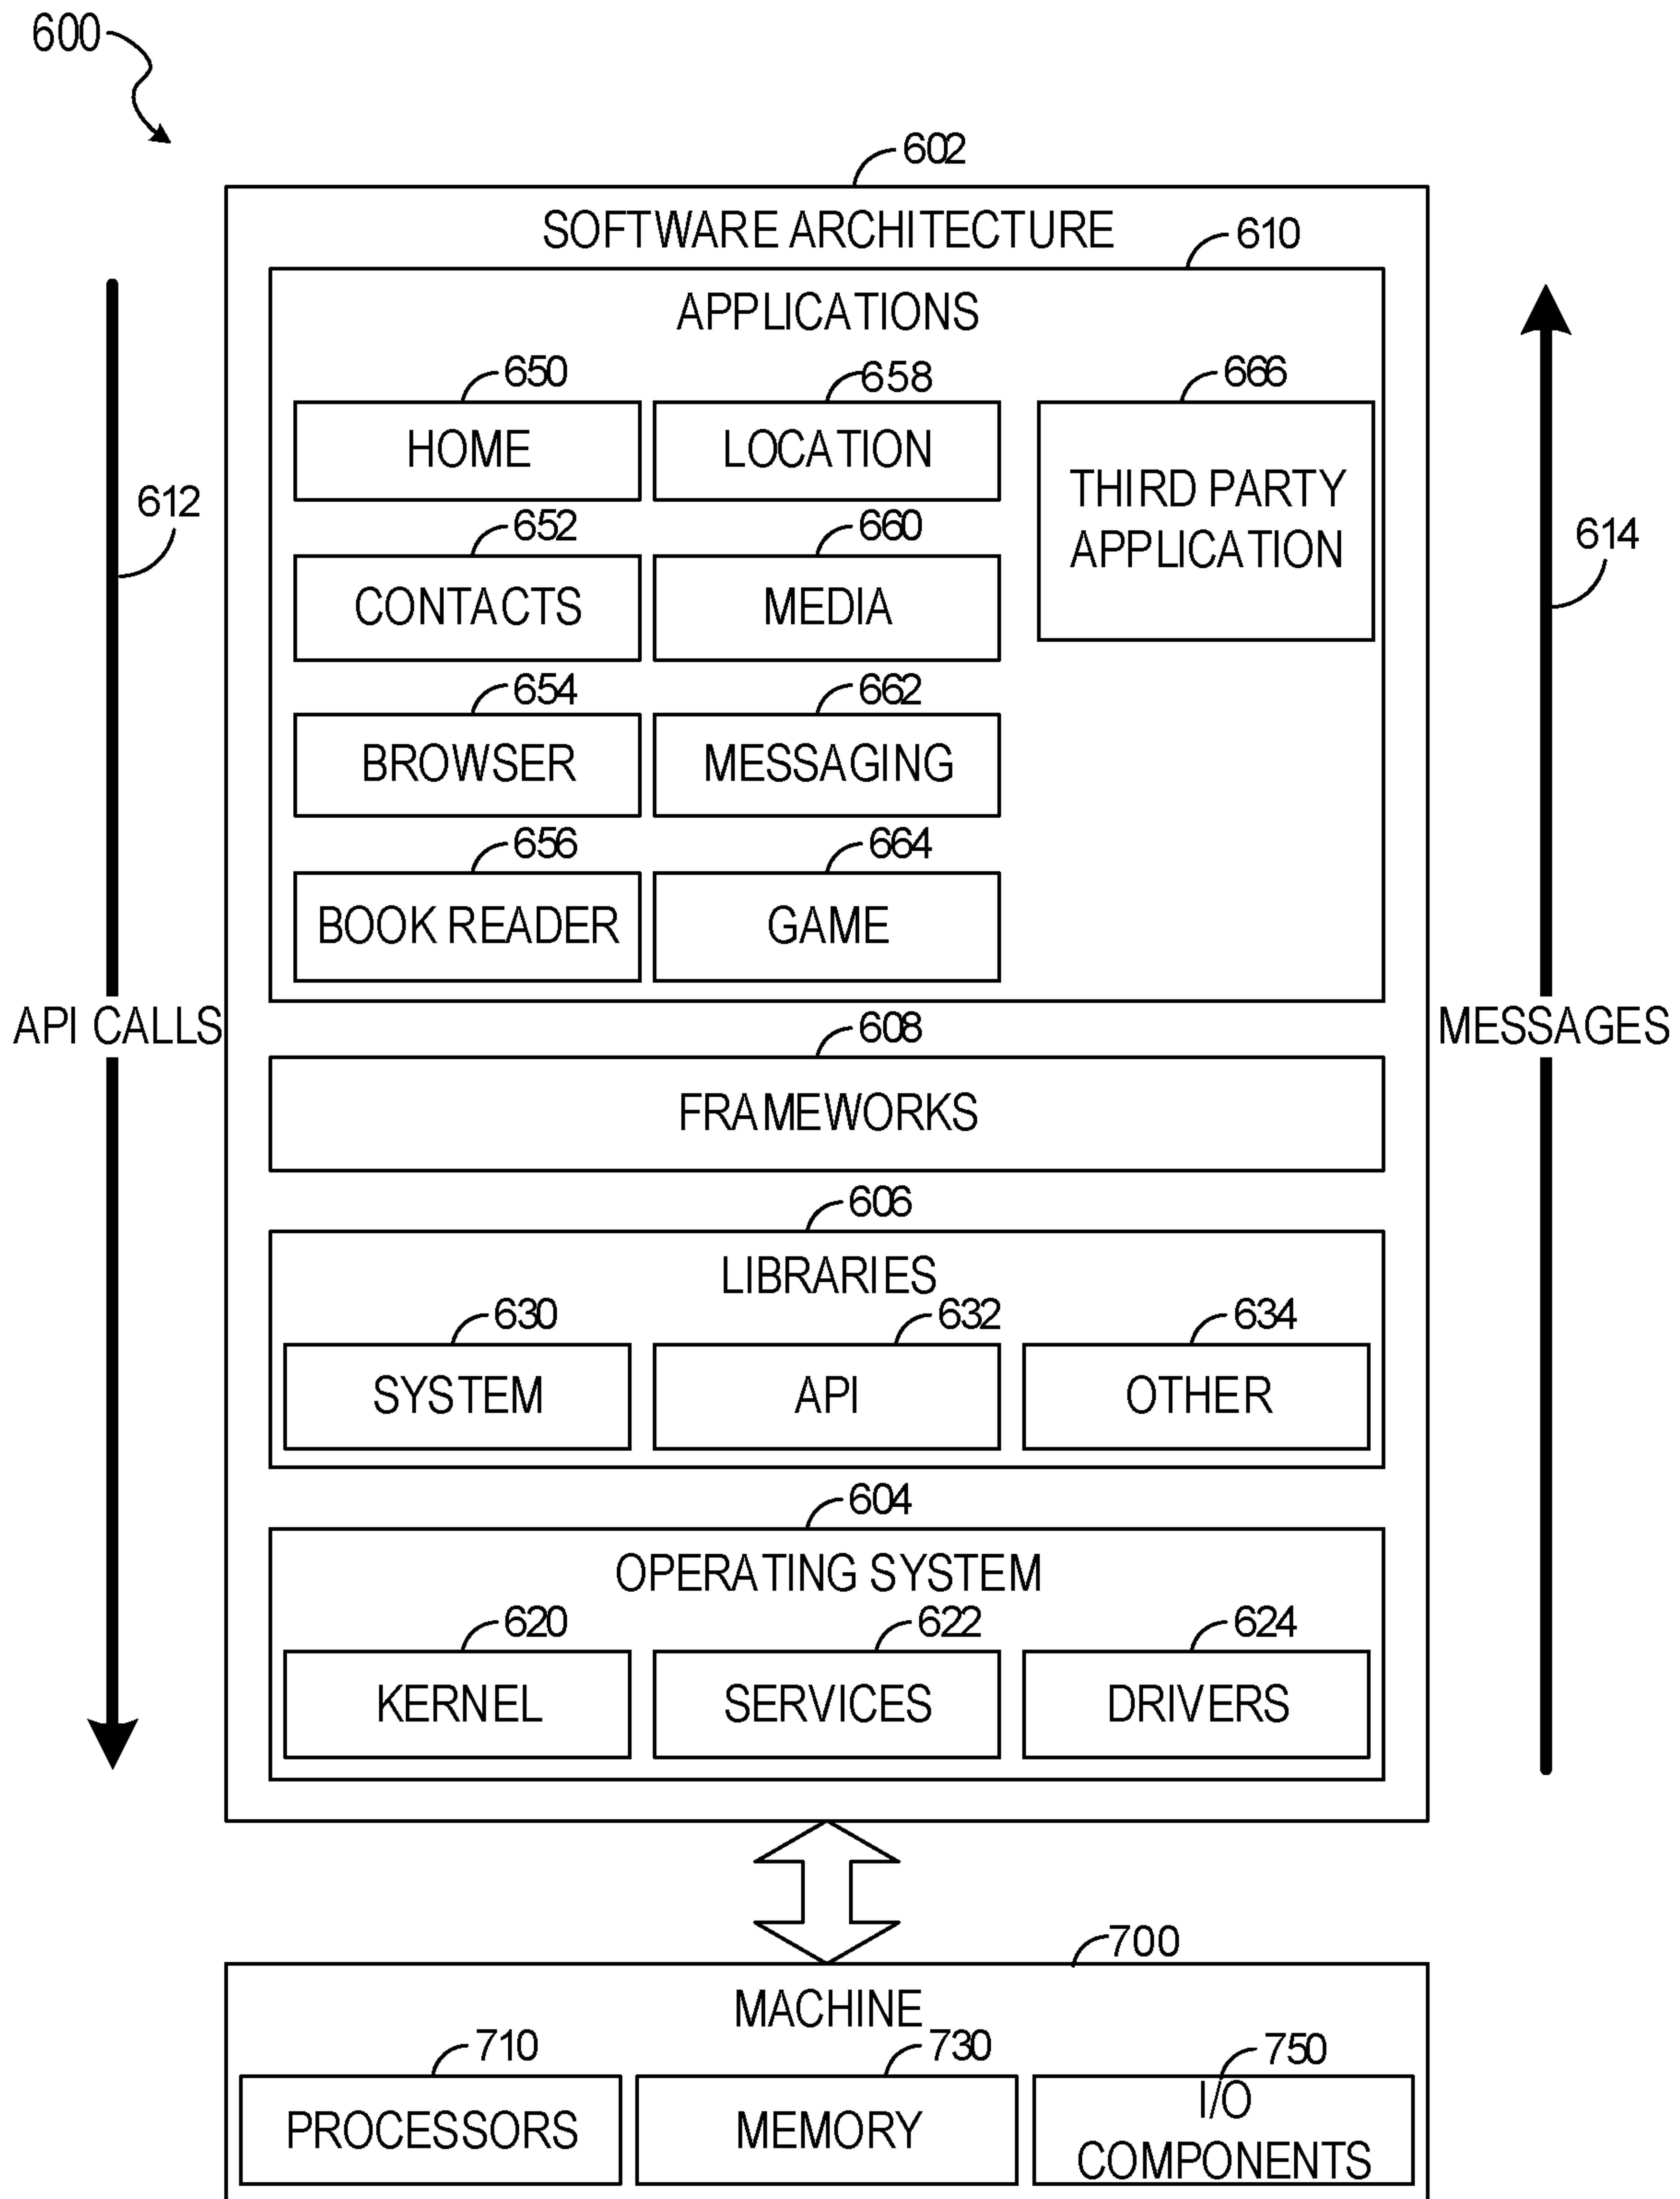 600
602
SOFTWARE ARCHITECTURE
610
APPLICATIONS
650
658
666
HOME
LOCATION
THIRD PARTY
APPLICATION
612
652
660
614
CONTACTS
MEDIA
654
662
BROWSER
MESSAGING
656
664
BOOK READER
GAME
API CALLS
MESSAGES
608
FRAMEWORKS
606
LIBRARIES
630
632
634
SYSTEM
API
OTHER
604
OPERATING SYSTEM
620
622
624
KERNEL
SERVICES
DRIVERS
700
MACHINE
710
730
750
PROCESSORS
MEMORY
I/O
COMPONENTS